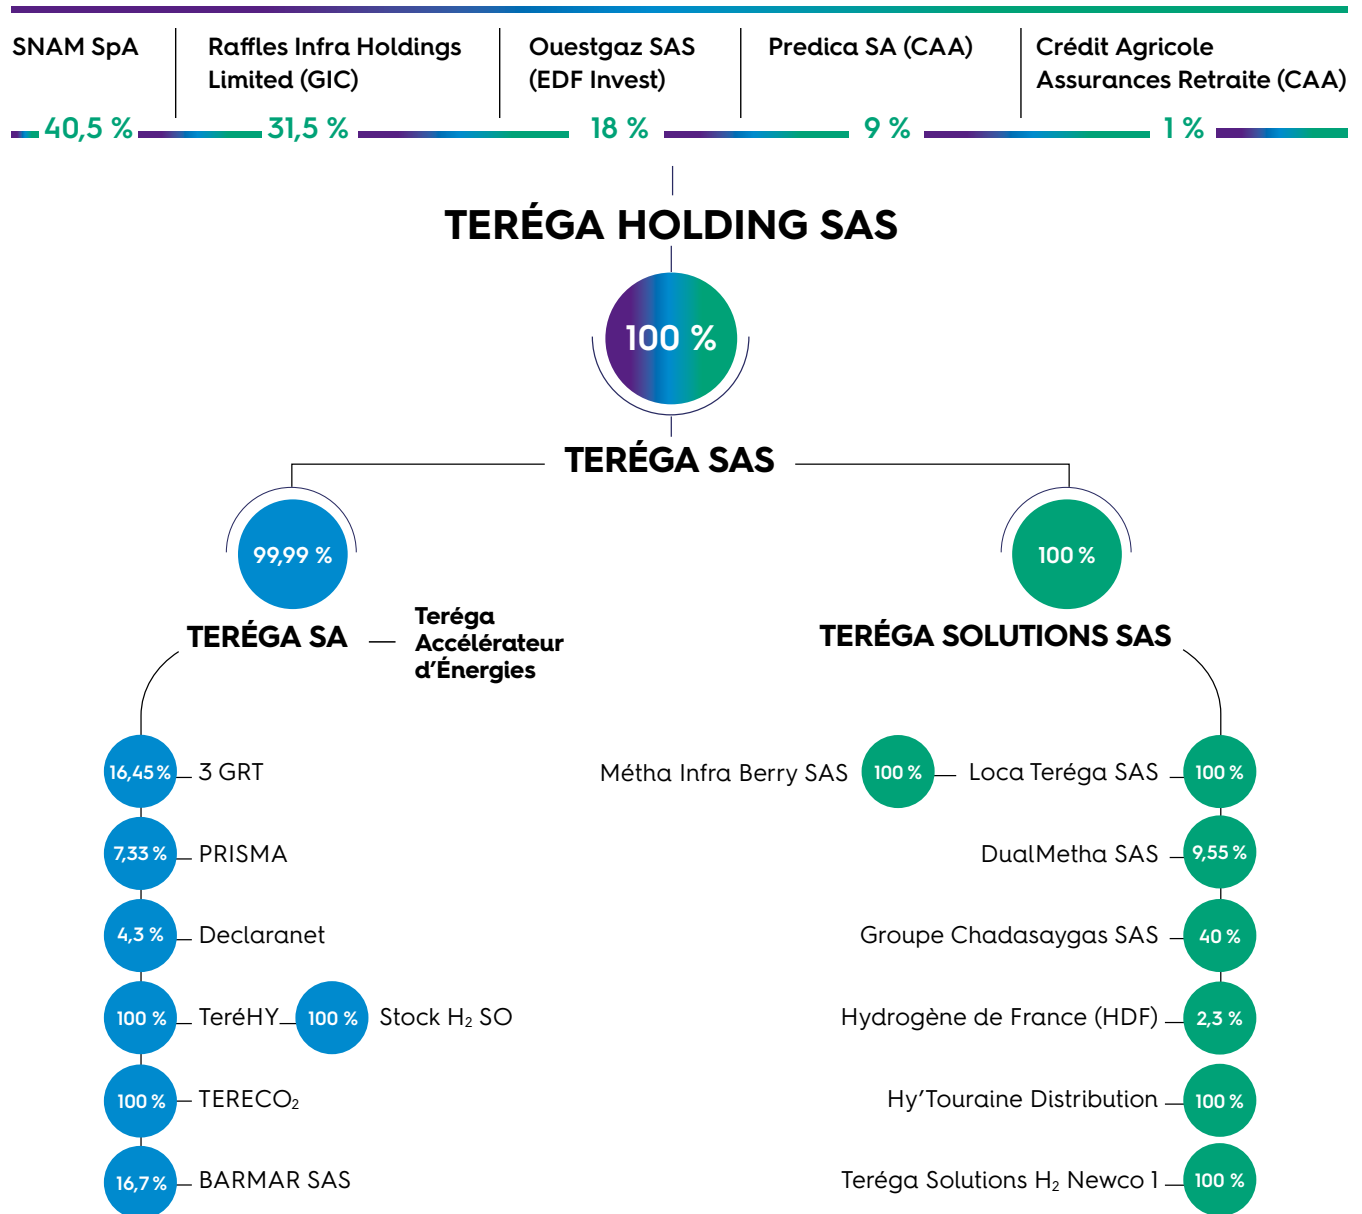 SNAM SpA
Raffles Infra Holdings
Limited (GIC)
Ouestgaz SAS
(EDF Invest)
Predica SA (CAA)
Crédit Agricole
Assurances Retraite (CAA)
40,5 %
31,5 %
18 %
9 %
1 %
TERÉGA HOLDING SAS
100 %
TERÉGA SAS
99,99 %
100 %
TERÉGA SA
Teréga
Accélérateur
d'Énergies
TERÉGA SOLUTIONS SAS
16,45 % 3 GRT
7,33 % PRISMA
4,3 % Declaranet
100 % TeréHY 100 % Stock H₂ SO
100 % TERECO₂
16,7 % BARMAR SAS
Métha Infra Berry SAS 100 % Loca Teréga SAS 100 %
DualMetha SAS 9,55 %
Groupe Chadasaygas SAS 40 %
Hydrogène de France (HDF) 2,3 %
Hy'Touraine Distribution 100 %
Teréga Solutions H₂ Newco 1 100 %